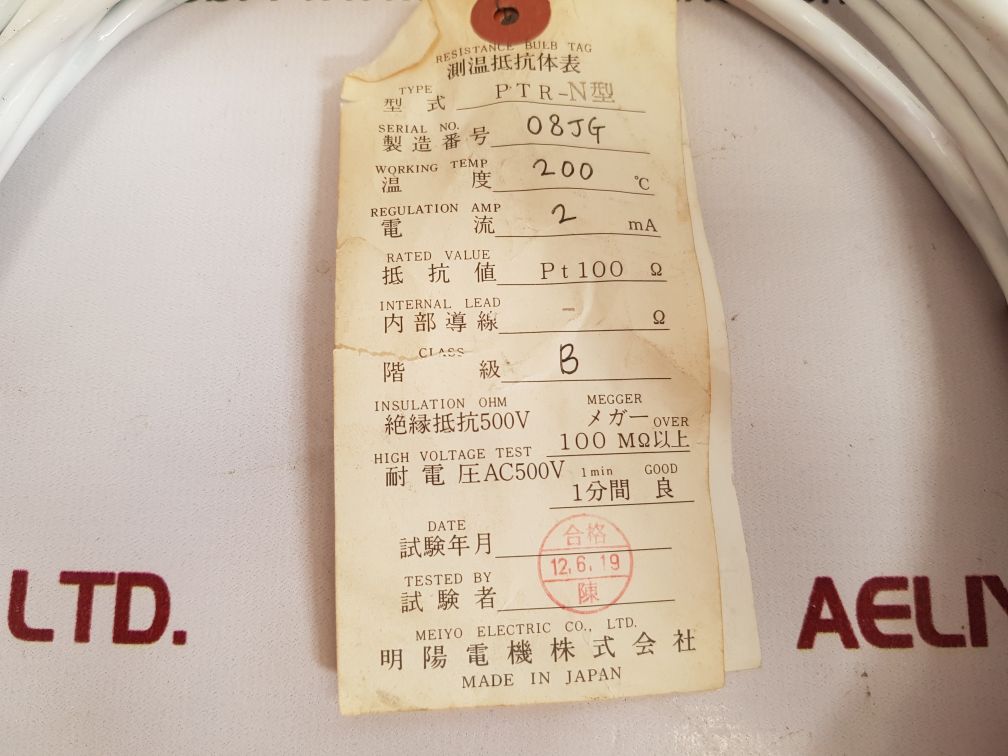 RESISTANCE BULB TAG
測温抵抗体表
TYPE
型式 PTR-N型
SERIAL NO.
製造番号 08JG
WORKING TEMP
温度 200 ℃
REGULATION AMP
電流 2 mA
RATED VALUE
抵抗値 Pt100 Ω
INTERNAL LEAD
内部導線 - Ω
CLASS
階級 B
INSULATION OHM MEGGER
絶縁抵抗500V メガー OVER
100 MΩ以上
HIGH VOLTAGE TEST
耐電圧AC500V 1min GOOD
1分間 良
DATE
試験年月
合格
12.6.19
陳
TESTED BY
試験者
MEIYO ELECTRIC CO., LTD.
明陽電機株式会社
MADE IN JAPAN
LTD.
AELIY